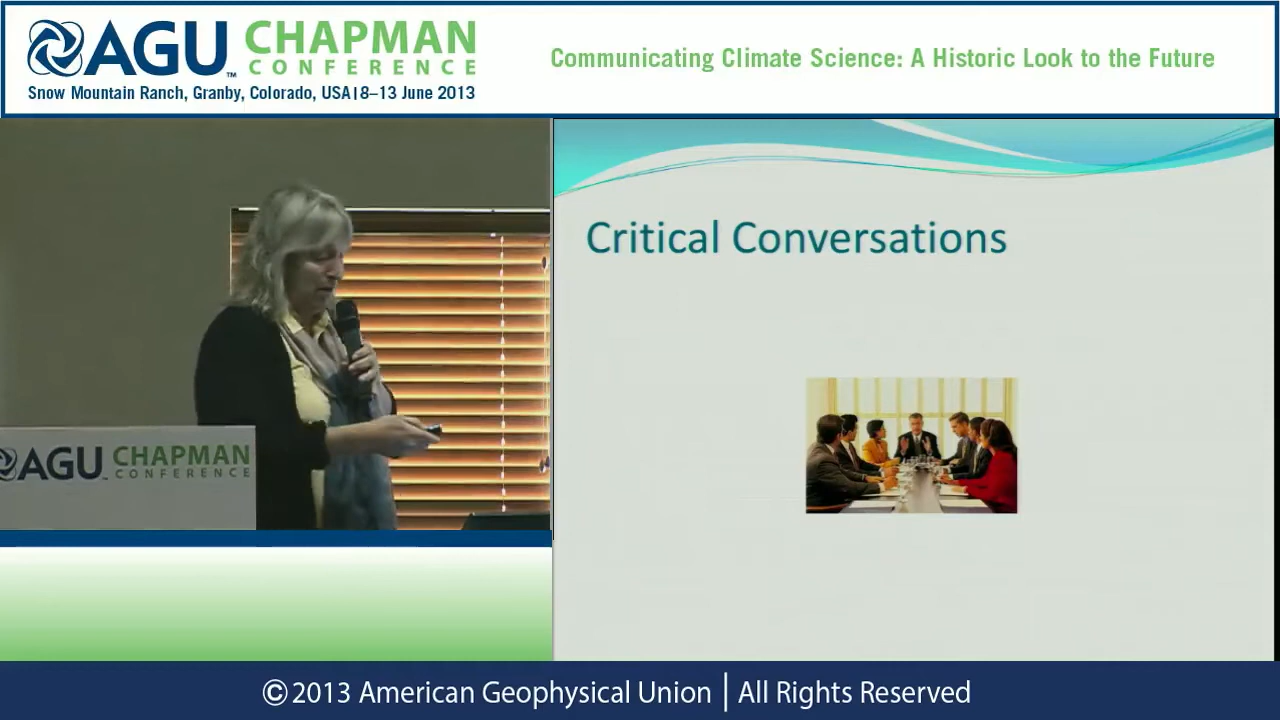 AGU CHAPMAN
CONFERENCE
Snow Mountain Ranch, Granby, Colorado, USA|8–13 June 2013
Communicating Climate Science: A Historic Look to the Future
Critical Conversations
AGU CHAPMAN
CONFERENCE
©2013 American Geophysical Union | All Rights Reserved